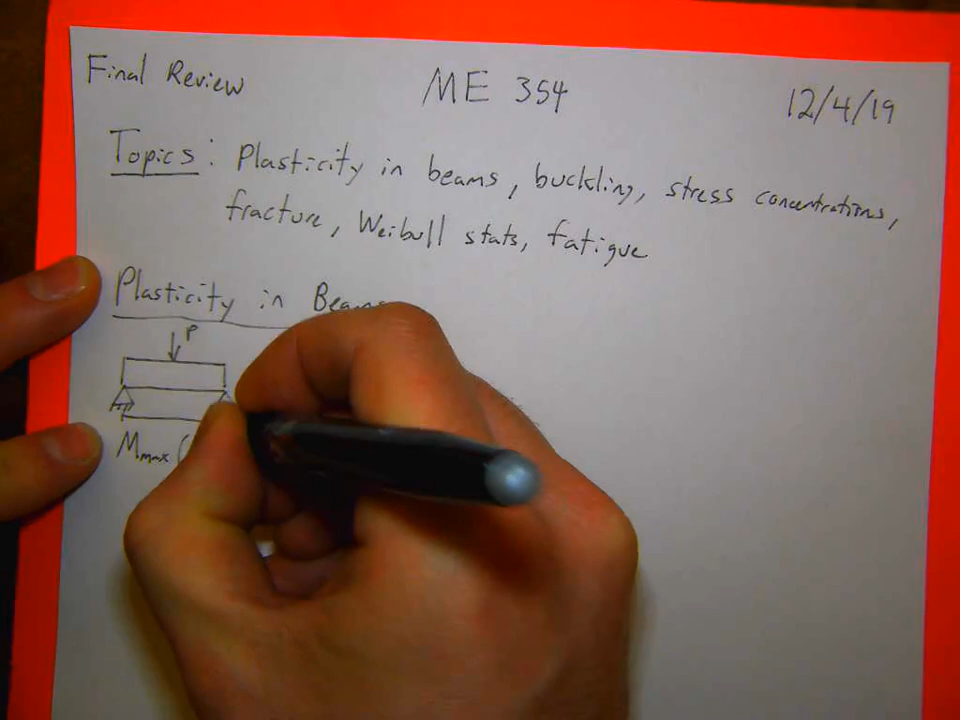 Final Review ME 354 12/4/19
Topics: Plasticity in beams, buckling, stress concentrations,
fracture, Weibull stats, fatigue
Plasticity in Beams
P
Mmax (